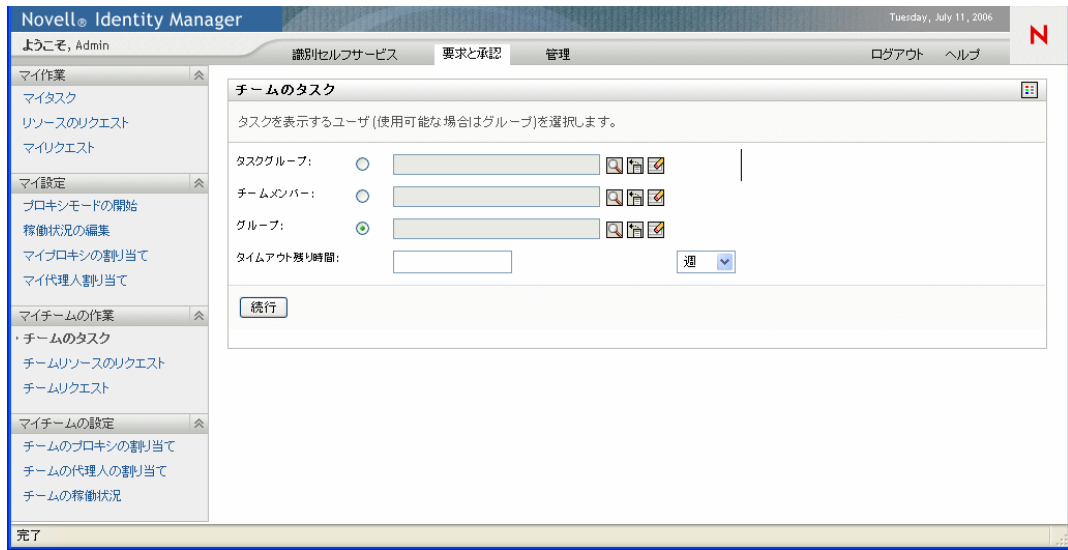 Novell® Identity Manager
Tuesday, July 11, 2006
N
ようこそ, Admin
識別セルフサービス 要求と承認 管理 ログアウト ヘルプ
マイ作業
マイタスク
リソースのリクエスト
マイリクエスト
マイ設定
プロキシモードの開始
稼働状況の編集
マイプロキシの割り当て
マイ代理人割り当て
マイチームの作業
・チームのタスク
チームリソースのリクエスト
チームリクエスト
マイチームの設定
チームのプロキシの割り当て
チームの代理人の割り当て
チームの稼働状況
チームのタスク
タスクを表示するユーザ(使用可能な場合はグループ)を選択します。
タスクグループ:
チームメンバー:
グループ:
タイムアウト残り時間: 週
続行
完了